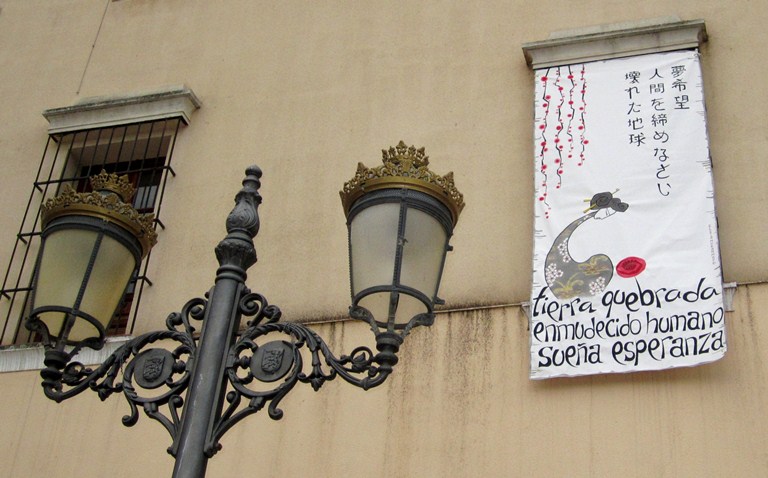 夢希望
人間を締めなさい
壊れた地球
tierra quebrada
enmudecido humano
sueña esperanza